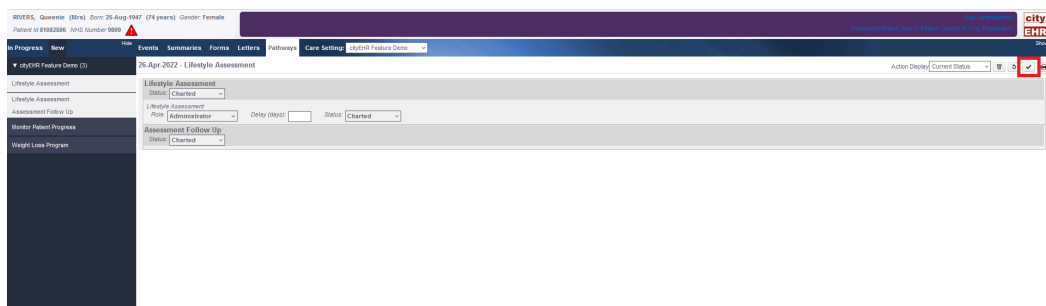 RIVERS, Queenie (Mrs) Born: 25-Aug-1947 (74 years) Gender: Female
Patient Id 81082506 NHS Number 9809
city
EHR
In Progress New Hide Events Summaries Forms Letters Pathways Care Setting: cityEHR Feature Demo
▼ cityEHR Feature Demo (3)
Lifestyle Assessment
Lifestyle Assessment
Assessment Follow Up
Monitor Patient Progress
Weight Loss Program
26-Apr-2022 - Lifestyle Assessment
Action Display Current Status
Lifestyle Assessment
Status: Charted
Lifestyle Assessment
Role: Administrator Delay (days): Status: Charted
Assessment Follow Up
Status: Charted